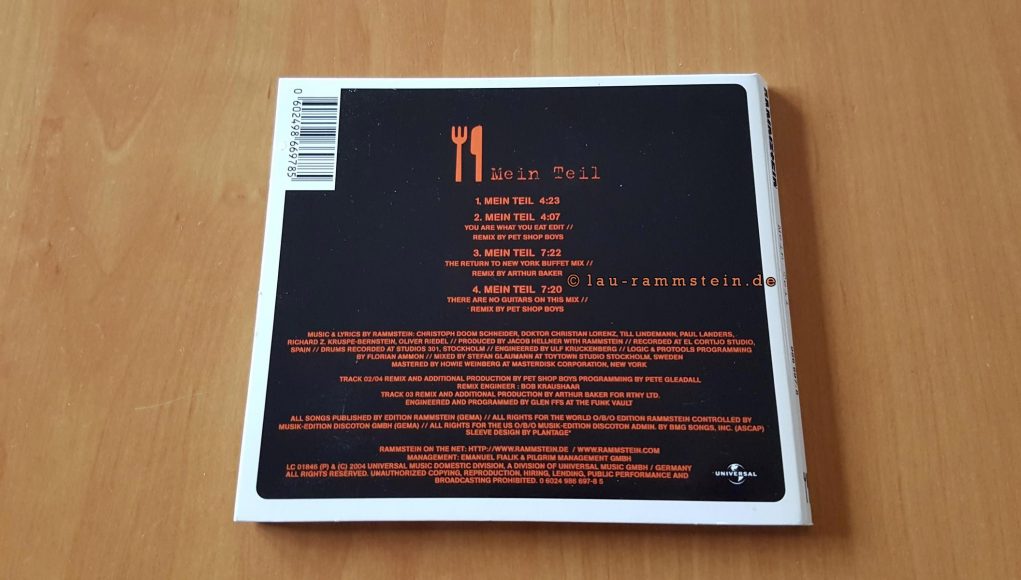 0 602498 669785
Mein Teil
1. MEIN TEIL 4:23
2. MEIN TEIL 4:07
YOU ARE WHAT YOU EAT EDIT //
REMIX BY PET SHOP BOYS
3. MEIN TEIL 7:22
THE RETURN TO NEW YORK BUFFET MIX //
REMIX BY ARTHUR BAKER
© lau-rammstein.de
4. MEIN TEIL 7:20
THERE ARE NO GUITARS ON THIS MIX //
REMIX BY PET SHOP BOYS
MUSIC & LYRICS BY RAMMSTEIN: CHRISTOPH DOOM SCHNEIDER, DOKTOR CHRISTIAN LORENZ, TILL LINDEMANN, PAUL LANDERS,
RICHARD Z. KRUSPE-BERNSTEIN, OLIVER RIEDEL // PRODUCED BY JACOB HELLNER WITH RAMMSTEIN // RECORDED AT EL CORTIJO STUDIO,
SPAIN // DRUMS RECORDED AT STUDIOS 301, STOCKHOLM // ENGINEERED BY ULF KRUCKENBERG // LOGIC & PROTOOLS PROGRAMMING
BY FLORIAN AMMON // MIXED BY STEFAN GLAUMANN AT TOYTOWN STUDIO STOCKHOLM, SWEDEN
MASTERED BY HOWIE WEINBERG AT MASTERDISK CORPORATION, NEW YORK
TRACK 02/04 REMIX AND ADDITIONAL PRODUCTION BY PET SHOP BOYS PROGRAMMING BY PETE GLEADALL
REMIX ENGINEER : BOB KRAUSHAAR
TRACK 03 REMIX AND ADDITIONAL PRODUCTION BY ARTHUR BAKER FOR RTNY LTD.
ENGINEERED AND PROGRAMMED BY GLEN FFS AT THE FUNK VAULT
ALL SONGS PUBLISHED BY EDITION RAMMSTEIN (GEMA) // ALL RIGHTS FOR THE WORLD O/B/O EDITION RAMMSTEIN CONTROLLED BY
MUSIK-EDITION DISCOTON GMBH (GEMA) // ALL RIGHTS FOR THE US O/B/O MUSIK-EDITION DISCOTON ADMIN. BY BMG SONGS, INC. (ASCAP)
SLEEVE DESIGN BY PLANTAGE*
RAMMSTEIN ON THE NET: HTTP://WWW.RAMMSTEIN.DE / WWW.RAMMSTEIN.COM
MANAGEMENT: EMANUEL FIALIK & PILGRIM MANAGEMENT GMBH
LC 01846 (P) & (C) 2004 UNIVERSAL MUSIC DOMESTIC DIVISION, A DIVISION OF UNIVERSAL MUSIC GMBH / GERMANY
ALL RIGHTS RESERVED. UNAUTHORIZED COPYING, REPRODUCTION, HIRING, LENDING, PUBLIC PERFORMANCE AND
BROADCASTING PROHIBITED. 0 6024 986 697-8 5
UNIVERSAL
RAMMSTEIN